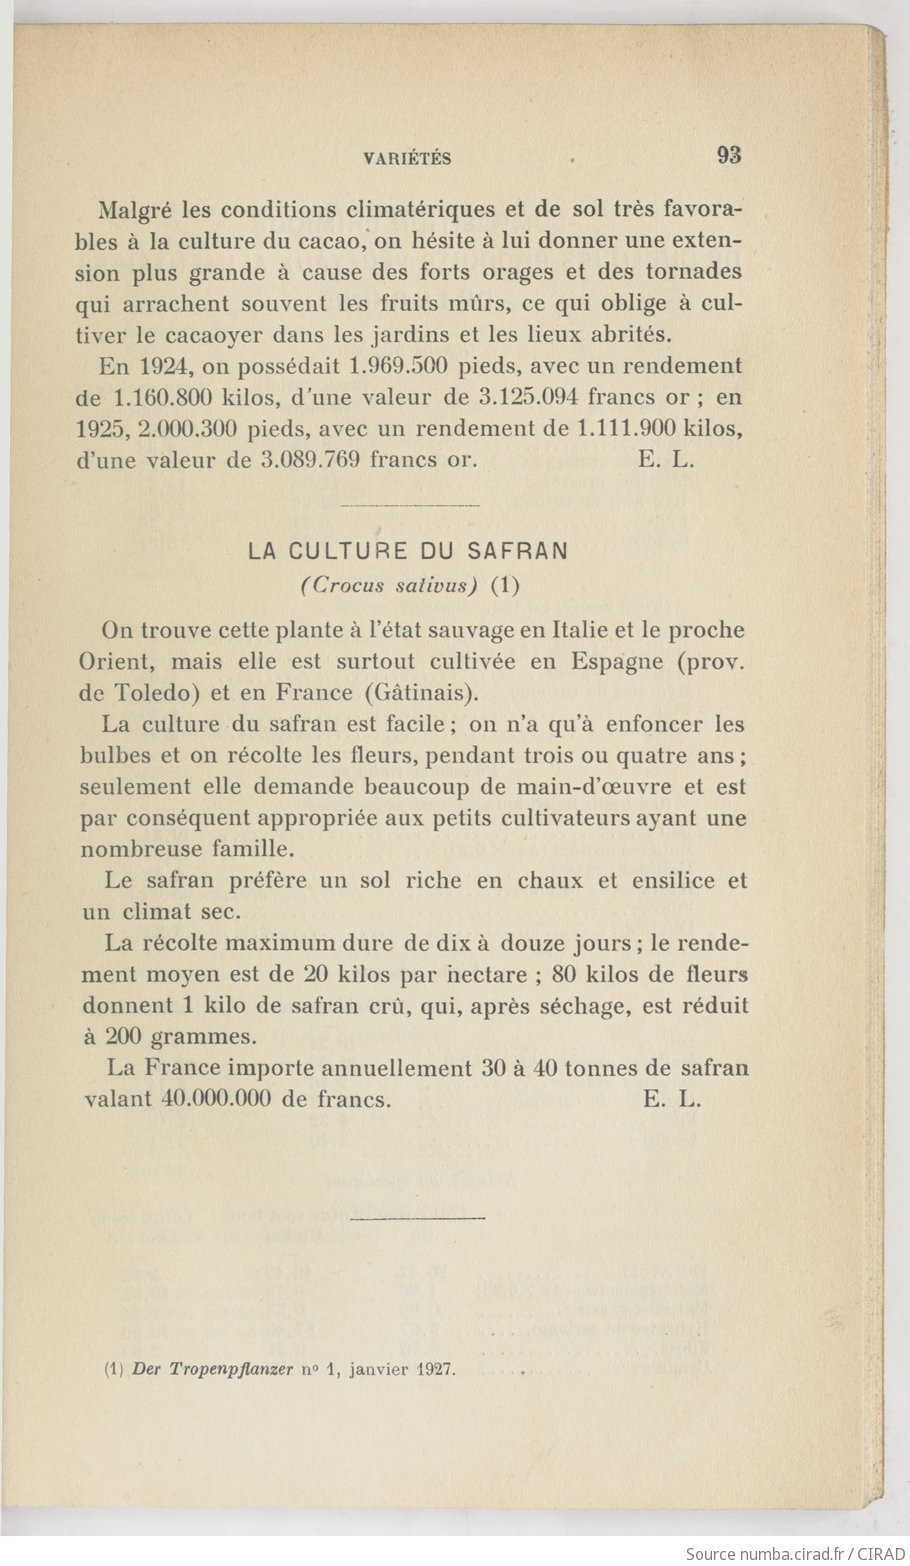 VARIÉTÉS 93
Malgré les conditions climatériques et de sol très favora-
bles à la culture du cacao, on hésite à lui donner une exten-
sion plus grande à cause des forts orages et des tornades
qui arrachent souvent les fruits mûrs, ce qui oblige à cul-
tiver le cacaoyer dans les jardins et les lieux abrités.
En 1924, on possédait 1.969.500 pieds, avec un rendement
de 1.160.800 kilos, d'une valeur de 3.125.094 francs or ; en
1925, 2.000.300 pieds, avec un rendement de 1.111.900 kilos,
d'une valeur de 3.089.769 francs or. E. L.
LA CULTURE DU SAFRAN
(Crocus sativus) (1)
On trouve cette plante à l'état sauvage en Italie et le proche
Orient, mais elle est surtout cultivée en Espagne (prov.
de Toledo) et en France (Gâtinais).
La culture du safran est facile ; on n'a qu'à enfoncer les
bulbes et on récolte les fleurs, pendant trois ou quatre ans ;
seulement elle demande beaucoup de main-d'œuvre et est
par conséquent appropriée aux petits cultivateurs ayant une
nombreuse famille.
Le safran préfère un sol riche en chaux et ensilice et
un climat sec.
La récolte maximum dure de dix à douze jours ; le rende-
ment moyen est de 20 kilos par hectare ; 80 kilos de fleurs
donnent 1 kilo de safran crû, qui, après séchage, est réduit
à 200 grammes.
La France importe annuellement 30 à 40 tonnes de safran
valant 40.000.000 de francs. E. L.
(1) Der Tropenpflanzer nº 1, janvier 1927.
Source numba.cirad.fr / CIRAD